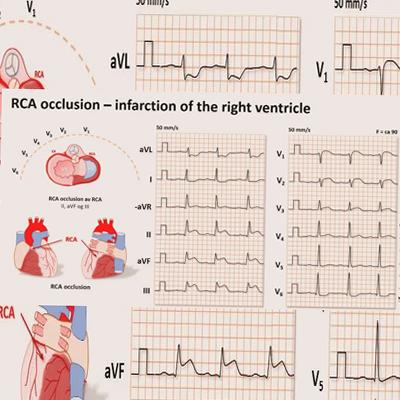 50 mm/s
50 mm/s
V1
aVL
V1
RCA
RCA occlusion – infarction of the right ventricle
50 mm/s
50 mm/s
F = ca 90
V1
V2
V3
V4
V5
V6
RCA occlusion av RCA
II, aVF og III
RCA
RCA occlusion
aVL
I
-aVR
II
aVF
III
V1
V2
V3
V4
V5
V6
RCA
aVF
V5